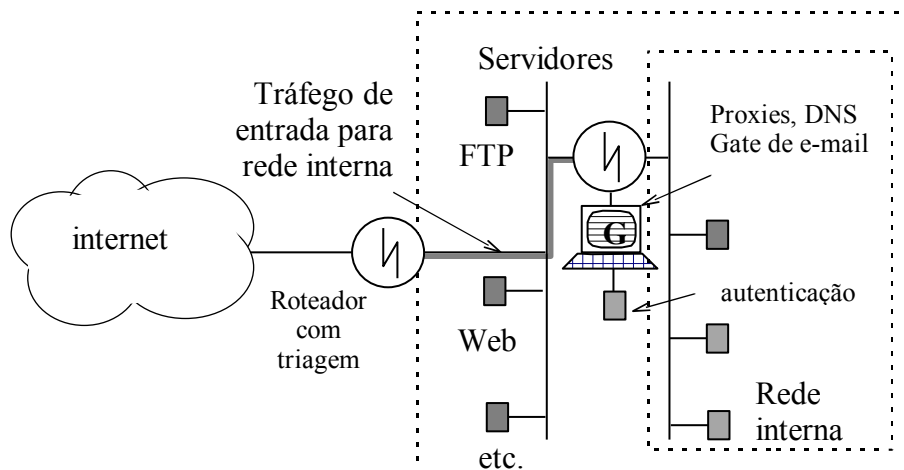 Servidores
Tráfego de
entrada para
rede interna
FTP
Proxies, DNS
Gate de e-mail
internet
G
Roteador
com
triagem
autenticação
Web
Rede
interna
etc.